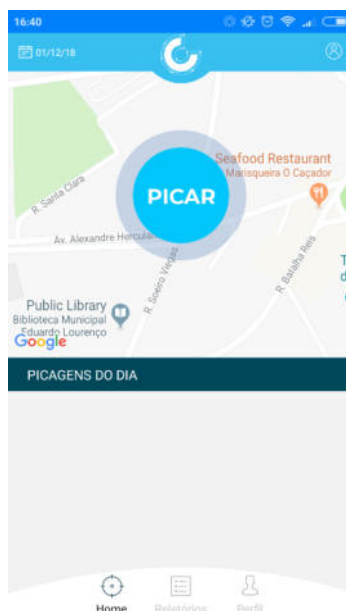 16:40
01/12/18
Seafood Restaurant
Marisqueira O Caçador
PICAR
R. Santa Clara
Av. Alexandre Herculan
R. Soeiro Viegas
R. Batalha Reis
T
d
Public Library
Biblioteca Municipal
Eduardo Lourenço
Google
PICAGENS DO DIA
Home
Relatórios
Perfil